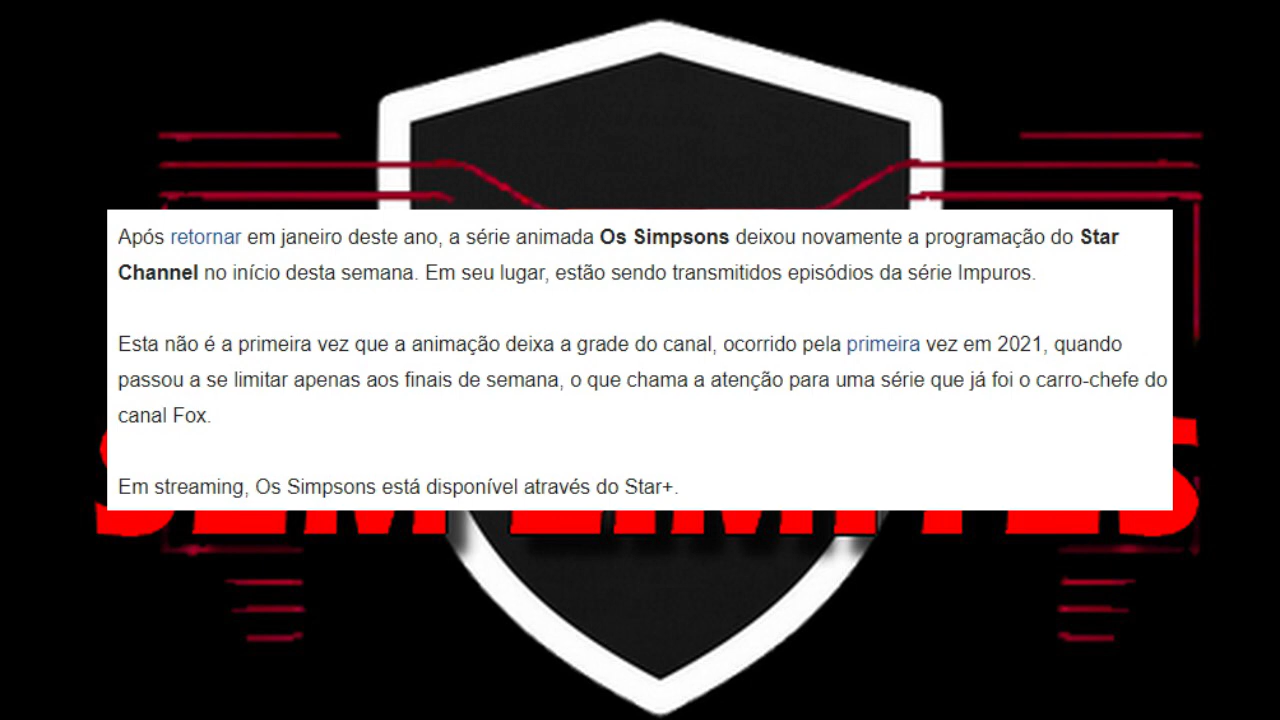 Após retornar em janeiro deste ano, a série animada Os Simpsons deixou novamente a programação do Star
Channel no início desta semana. Em seu lugar, estão sendo transmitidos episódios da série Impuros.
Esta não é a primeira vez que a animação deixa a grade do canal, ocorrido pela primeira vez em 2021, quando
passou a se limitar apenas aos finais de semana, o que chama a atenção para uma série que já foi o carro-chefe do
canal Fox.
Em streaming, Os Simpsons está disponível através do Star+.
SEM LIMITES